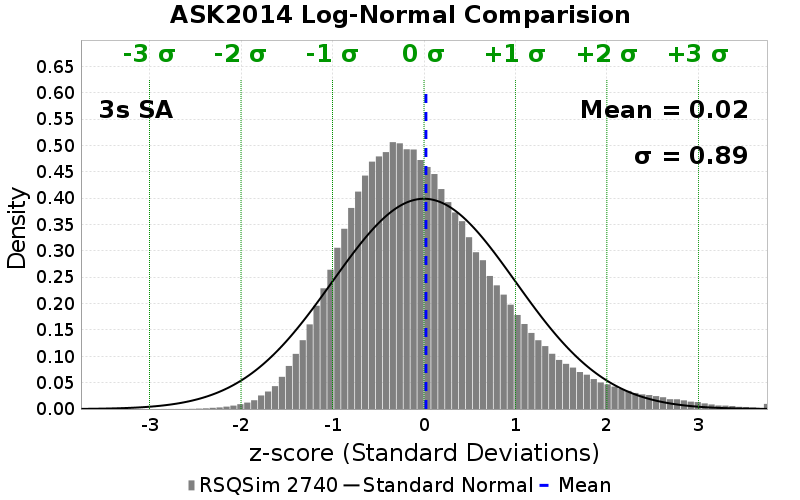 ASK2014 Log-Normal Comparision
-3 σ -2 σ -1 σ 0 σ +1 σ +2 σ +3 σ
3s SA
Mean = 0.02
σ = 0.89
Density
0.65
0.60
0.55
0.50
0.45
0.40
0.35
0.30
0.25
0.20
0.15
0.10
0.05
0.00
-3 -2 -1 0 1 2 3
z-score (Standard Deviations)
RSQSim 2740 Standard Normal Mean